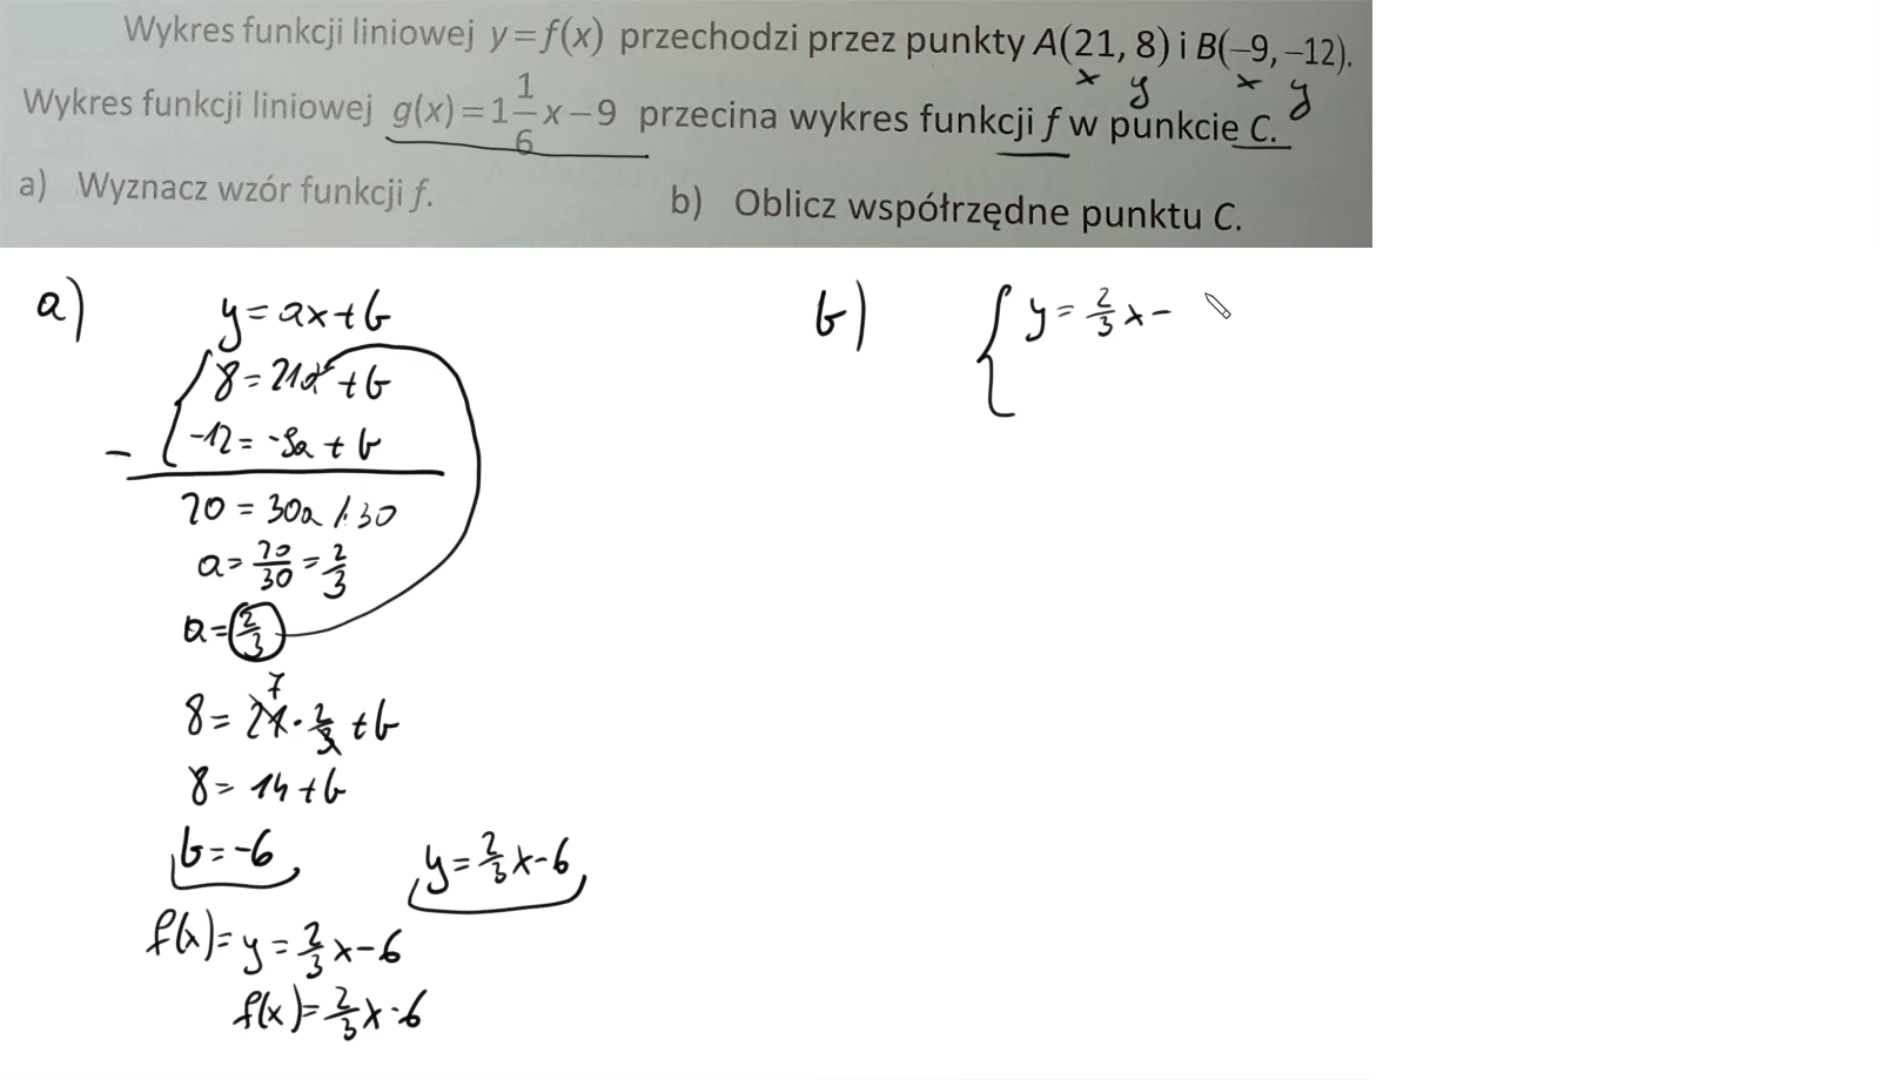 Wykres funkcji liniowej y=f(x) przechodzi przez punkty A(21, 8) i B(–9, –12).
x y x y
Wykres funkcji liniowej g(x)=1 1/6 x–9 przecina wykres funkcji f w punkcie C.
a) Wyznacz wzór funkcji f. b) Oblicz współrzędne punktu C.
a)
y=ax+b
8=21a+b
-12=-9a+b
-
20=30a /:30
a=20/30=2/3
a=2/3
7
8=21·2/3+b
8=14+b
b=-6
y=2/3x-6
f(x)=y=2/3x-6
f(x)=2/3x-6
b) { y=2/3x-